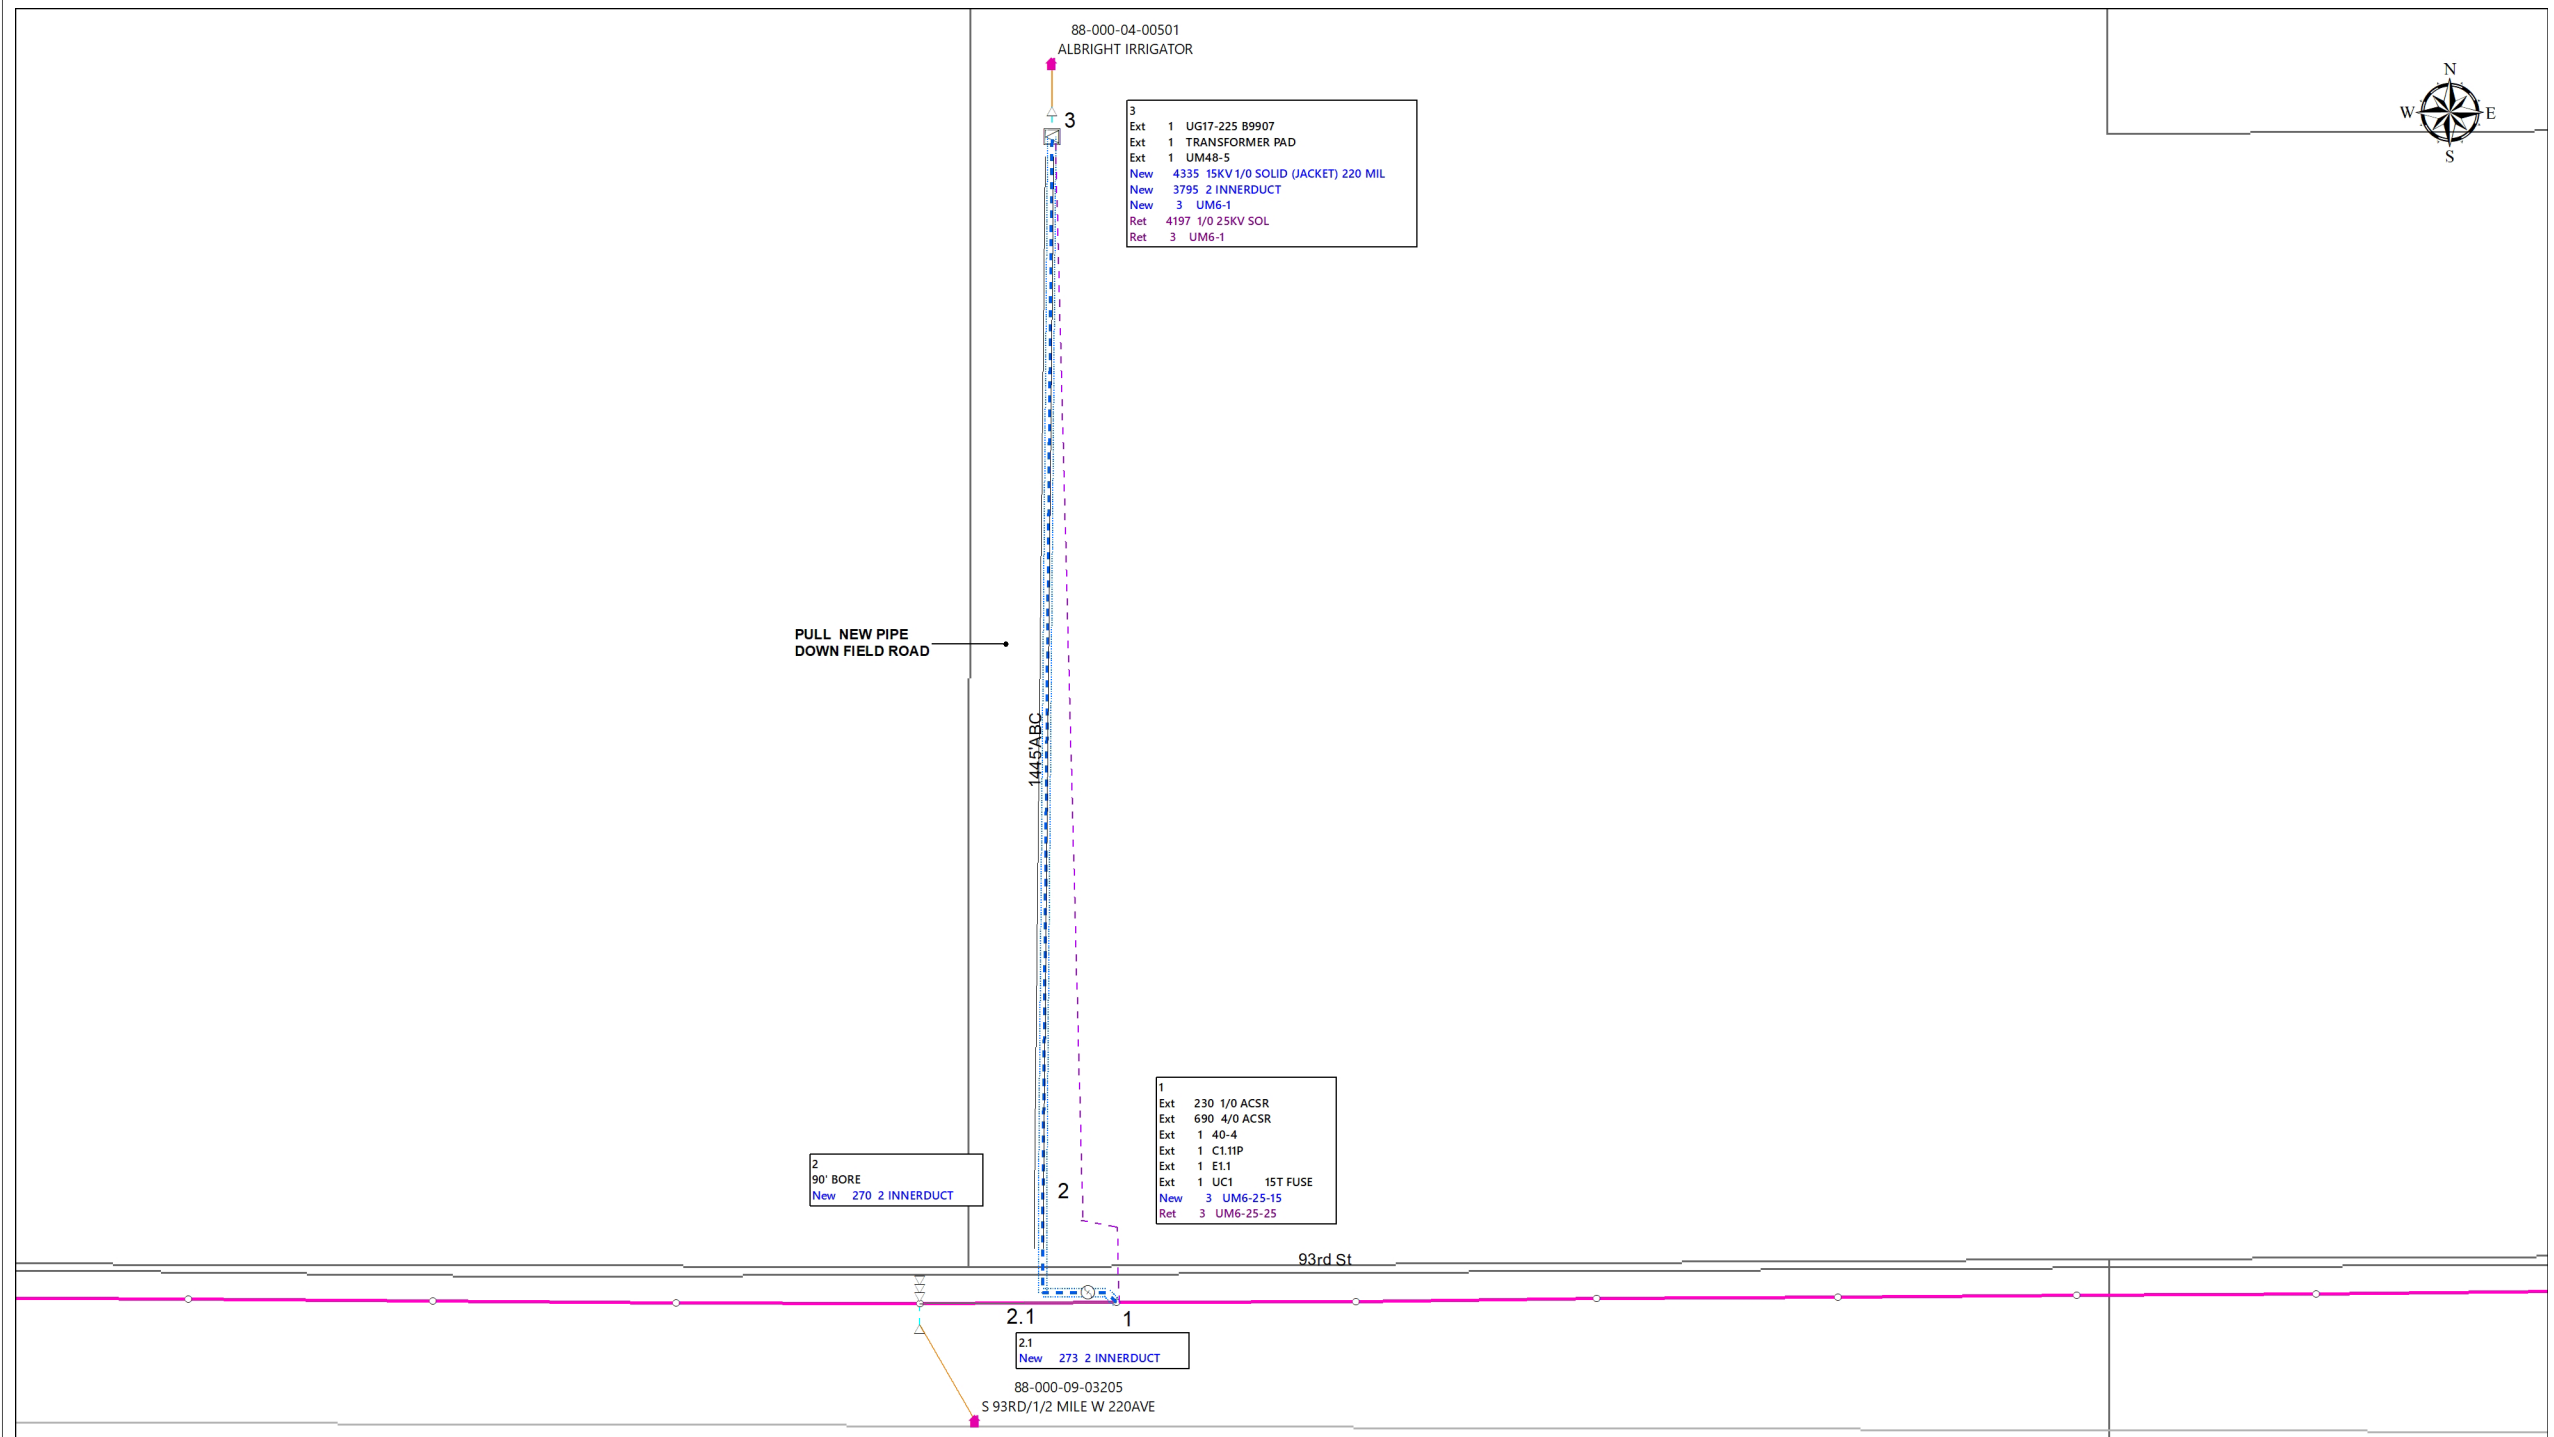 88-000-04-00501
ALBRIGHT IRRIGATOR
N
W E
S
3
3
Ext 1 UG17-225 B9907
Ext 1 TRANSFORMER PAD
Ext 1 UM48-5
New 4335 15KV 1/0 SOLID (JACKET) 220 MIL
New 3795 2 INNERDUCT
New 3 UM6-1
Ret 4197 1/0 25KV SOL
Ret 3 UM6-1
PULL NEW PIPE
DOWN FIELD ROAD
1445'ABC
1
Ext 230 1/0 ACSR
Ext 690 4/0 ACSR
Ext 1 40-4
Ext 1 C1.11P
Ext 1 E1.1
Ext 1 UC1 15T FUSE
New 3 UM6-25-15
Ret 3 UM6-25-25
2
90' BORE
New 270 2 INNERDUCT
2
93rd St
2.1
1
2.1
New 273 2 INNERDUCT
88-000-09-03205
S 93RD/1/2 MILE W 220AVE